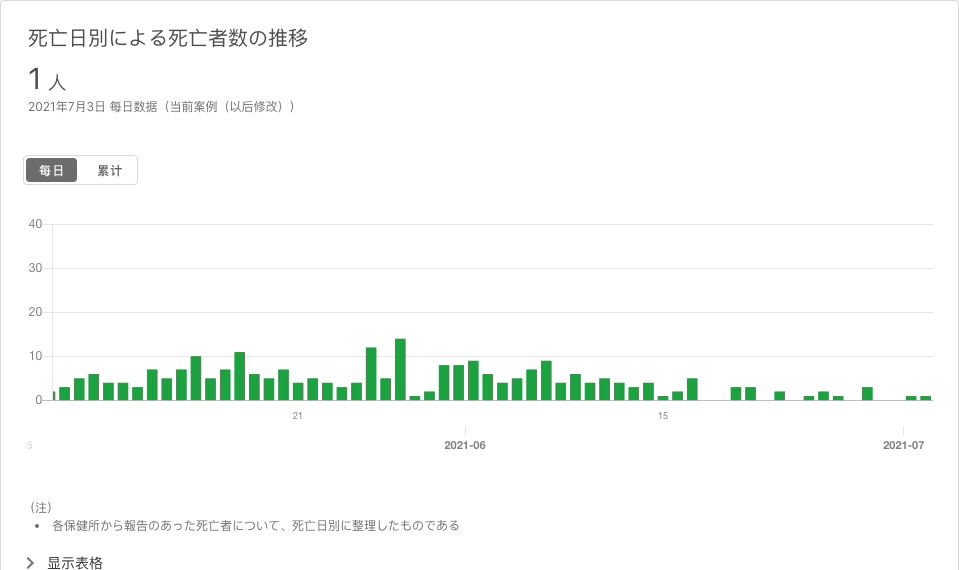 死亡日別による死亡者数の推移
1 人
2021年7月3日 每日数据（当前案例（以后修改））
每日 累计
40
30
20
10
0
21 15
5 2021-06 2021-07
（注）
• 各保健所から報告のあった死亡者について、死亡日別に整理したものである
显示表格